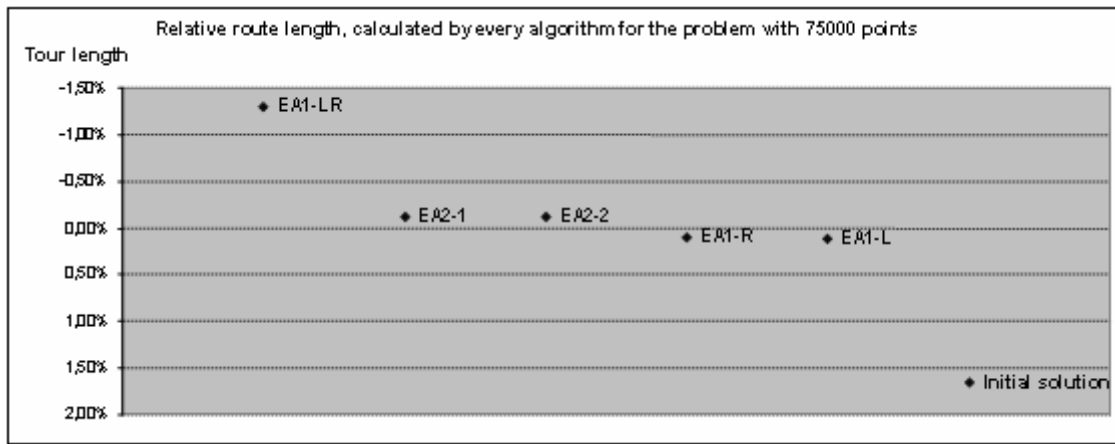 Relative route length, calculated by every algorithm for the problem with 75000 points
Tour length
-1,50%
EA1-LR
-1,00%
-0,50%
EA2-1
EA2-2
0,00%
EA1-R
EA1-L
0,50%
1,00%
1,50%
Initial solution
2,00%